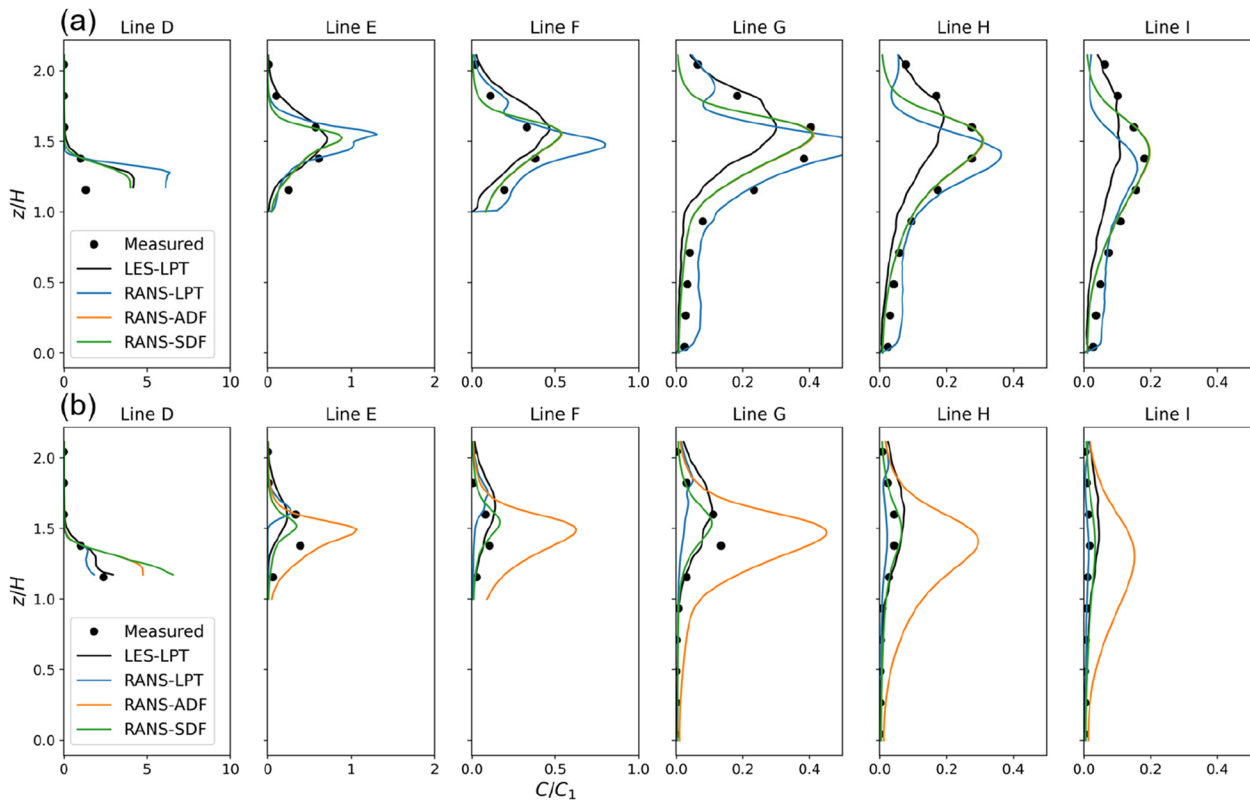 (a)
Line D Line E Line F Line G Line H Line I
2.0
1.5
1.0
0.5
0.0
z/H
Measured
LES-LPT
RANS-LPT
RANS-ADF
RANS-SDF
0 5 10 0 1 2 0.0 0.5 1.0 0.0 0.2 0.4 0.0 0.2 0.4 0.0 0.2 0.4
(b)
Line D Line E Line F Line G Line H Line I
2.0
1.5
1.0
0.5
0.0
z/H
Measured
LES-LPT
RANS-LPT
RANS-ADF
RANS-SDF
0 5 10 0 1 2 0.0 0.5 1.0 0.0 0.2 0.4 0.0 0.2 0.4 0.0 0.2 0.4
C/C₁